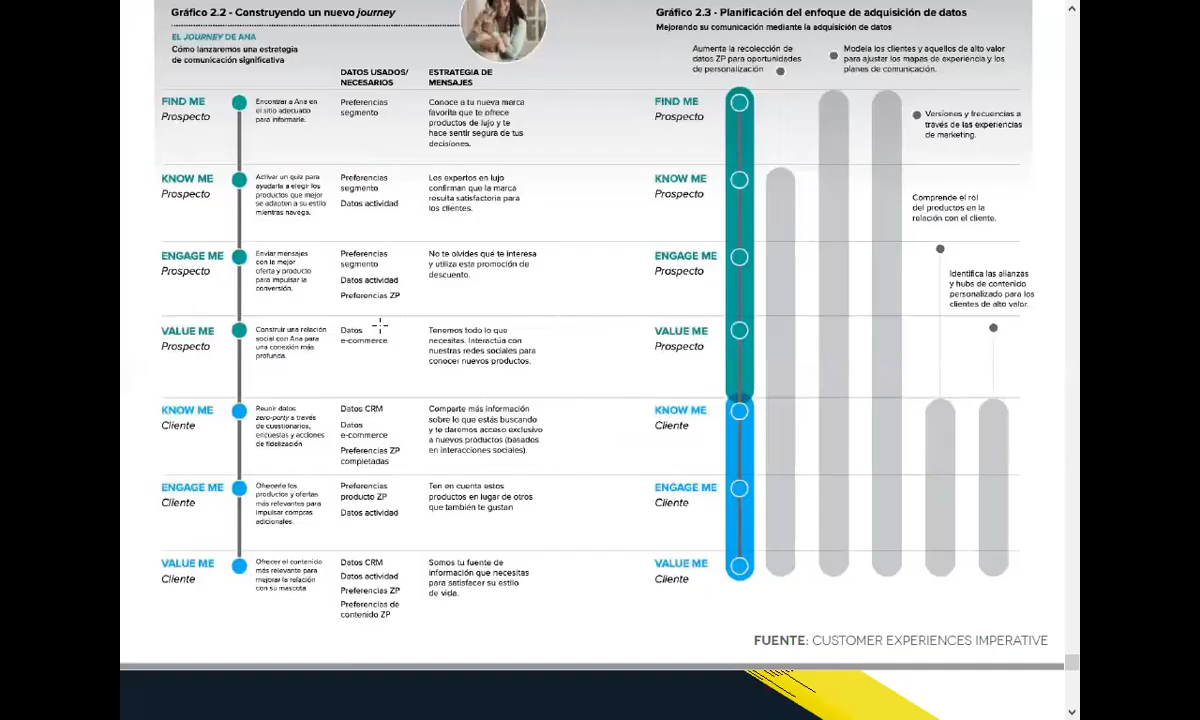 Gráfico 2.2 - Construyendo un nuevo journey
EL JOURNEY DE ANA
Cómo lanzaremos una estrategia
de comunicación significativa
DATOS USADOS/
NECESARIOS
ESTRATEGIA DE
MENSAJES
FIND ME
Prospecto
Encontrar a Ana en
el sitio adecuado
para informarle.
Preferencias
segmento
Conoce a tu nueva marca
favorita que te ofrece
productos de lujo y te
hace sentir segura de tus
decisiones.
KNOW ME
Prospecto
Activar un quiz para
ayudarla a elegir los
productos que mejor
se adapten a su estilo
mientras navega.
Preferencias
segmento
Datos actividad
Los expertos en lujo
confirman que la marca
resulta satisfactoria para
los clientes.
ENGAGE ME
Prospecto
Enviar mensajes
con la mejor
oferta y producto
para impulsar la
conversión.
Preferencias
segmento
Datos actividad
Preferencias ZP
No te olvides qué te interesa
y utiliza esta promoción de
descuento.
VALUE ME
Prospecto
Construir una relación
social con Ana para
una conexión más
profunda.
Datos
e-commerce
Tenemos todo lo que
necesitas. Interactúa con
nuestras redes sociales para
conocer nuevos productos.
KNOW ME
Cliente
Reunir datos
zero-party a través
de cuestionarios,
encuestas y acciones
de fidelización
Datos CRM
Datos
e-commerce
Preferencias ZP
completadas
Comparte más información
sobre lo que estás buscando
y te daremos acceso exclusivo
a nuevos productos (basados
en interacciones sociales).
ENGAGE ME
Cliente
Ofrecerle los
productos y ofertas
más relevantes para
impulsar compras
adicionales.
Preferencias
producto ZP
Datos actividad
Ten en cuenta estos
productos en lugar de otros
que también te gustan
VALUE ME
Cliente
Ofrecer el contenido
más relevante para
mejorar la relación
con su mascota
Datos CRM
Datos actividad
Preferencias ZP
Preferencias de
contenido ZP
Somos tu fuente de
información que necesitas
para satisfacer su estilo
de vida.
Gráfico 2.3 - Planificación del enfoque de adquisición de datos
Mejorando su comunicación mediante la adquisición de datos
Aumenta la recolección de
datos ZP para oportunidades
de personalización
Modela los clientes y aquellos de alto valor
para ajustar los mapas de experiencia y los
planes de comunicación.
FIND ME
Prospecto
Versiones y frecuencias a
través de las experiencias
de marketing.
KNOW ME
Prospecto
Comprende el rol
del productos en la
relación con el cliente.
ENGAGE ME
Prospecto
Identifica las alianzas
y hubs de contenido
personalizado para los
clientes de alto valor.
VALUE ME
Prospecto
KNOW ME
Cliente
ENGAGE ME
Cliente
VALUE ME
Cliente
FUENTE: CUSTOMER EXPERIENCES IMPERATIVE